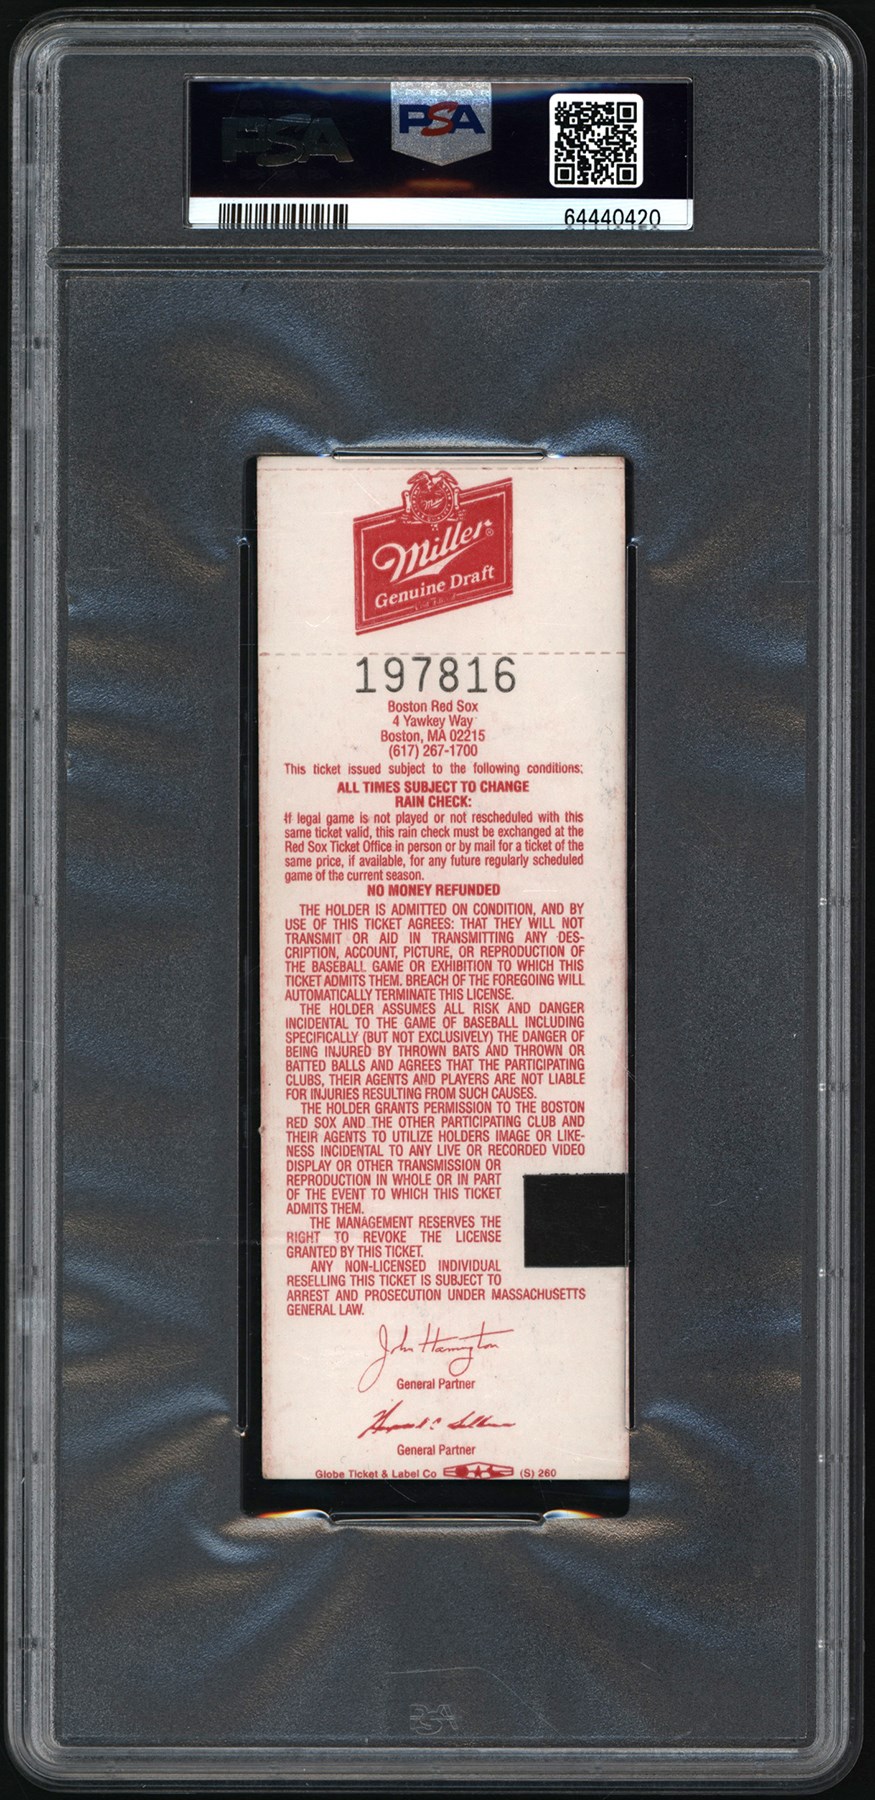 PSA
PSA
64440420
Miller
Miller®
Genuine Draft
197816
Boston Red Sox
4 Yawkey Way
Boston, MA 02215
(617) 267-1700
This ticket issued subject to the following conditions:
ALL TIMES SUBJECT TO CHANGE
RAIN CHECK:
If legal game is not played or not rescheduled with this
same ticket valid, this rain check must be exchanged at the
Red Sox Ticket Office in person or by mail for a ticket of the
same price, if available, for any future regularly scheduled
game of the current season.
NO MONEY REFUNDED
THE HOLDER IS ADMITTED ON CONDITION, AND BY
USE OF THIS TICKET AGREES: THAT THEY WILL NOT
TRANSMIT OR AID IN TRANSMITTING ANY DES-
CRIPTION, ACCOUNT, PICTURE, OR REPRODUCTION OF
THE BASEBALL GAME OR EXHIBITION TO WHICH THIS
TICKET ADMITS THEM. BREACH OF THE FOREGOING WILL
AUTOMATICALLY TERMINATE THIS LICENSE.
THE HOLDER ASSUMES ALL RISK AND DANGER
INCIDENTAL TO THE GAME OF BASEBALL INCLUDING
SPECIFICALLY (BUT NOT EXCLUSIVELY) THE DANGER OF
BEING INJURED BY THROWN BATS AND THROWN OR
BATTED BALLS AND AGREES THAT THE PARTICIPATING
CLUBS, THEIR AGENTS AND PLAYERS ARE NOT LIABLE
FOR INJURIES RESULTING FROM SUCH CAUSES.
THE HOLDER GRANTS PERMISSION TO THE BOSTON
RED SOX AND THE OTHER PARTICIPATING CLUB AND
THEIR AGENTS TO UTILIZE HOLDERS IMAGE OR LIKE-
NESS INCIDENTAL TO ANY LIVE OR RECORDED VIDEO
DISPLAY OR OTHER TRANSMISSION OR
REPRODUCTION IN WHOLE OR IN PART
OF THE EVENT TO WHICH THIS TICKET
ADMITS THEM.
THE MANAGEMENT RESERVES THE
RIGHT TO REVOKE THE LICENSE
GRANTED BY THIS TICKET.
ANY NON-LICENSED INDIVIDUAL
RESELLING THIS TICKET IS SUBJECT TO
ARREST AND PROSECUTION UNDER MASSACHUSETTS
GENERAL LAW.
John Harrington
General Partner
General Partner
Globe Ticket & Label Co (S) 260
PSA